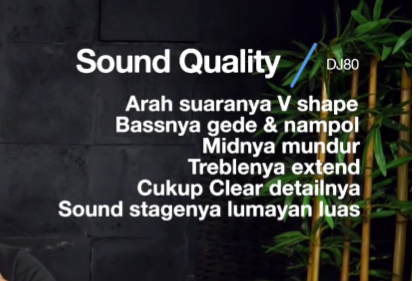 Sound Quality / DJ80
Arah suaranya V shape
Bassnya gede & nampol
Midnya mundur
Treblenya extend
Cukup Clear detailnya
Sound stagenya lumayan luas